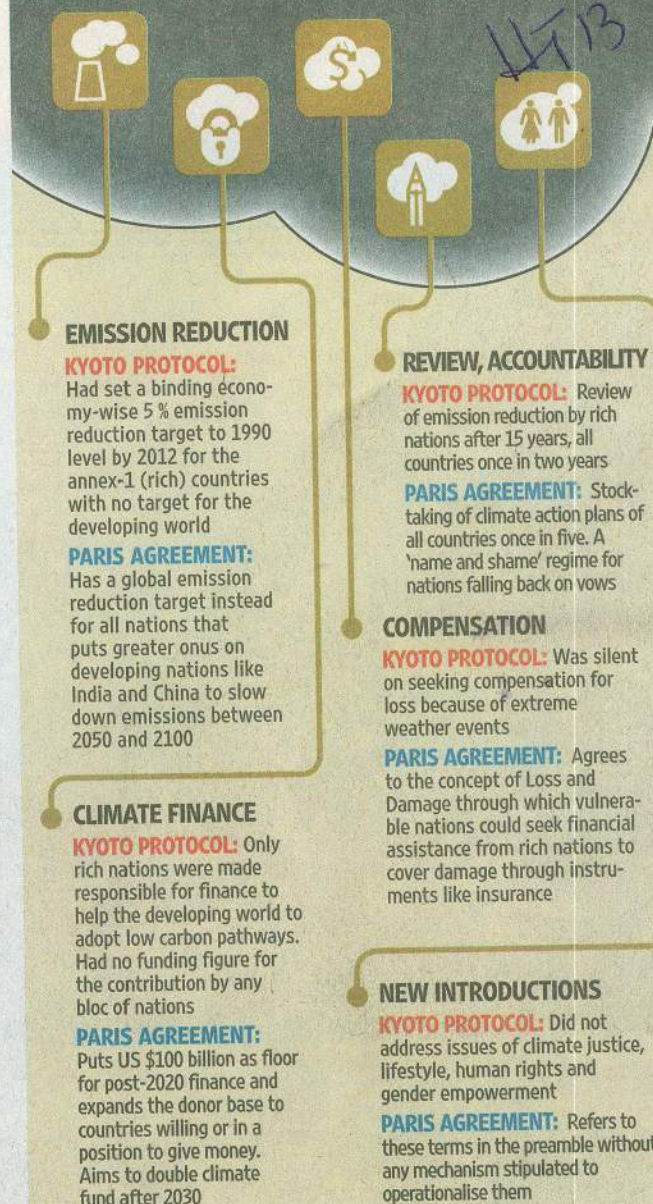 HT 13
$
EMISSION REDUCTION
KYOTO PROTOCOL:
Had set a binding econo-
my-wise 5 % emission
reduction target to 1990
level by 2012 for the
annex-1 (rich) countries
with no target for the
developing world
PARIS AGREEMENT:
Has a global emission
reduction target instead
for all nations that
puts greater onus on
developing nations like
India and China to slow
down emissions between
2050 and 2100
CLIMATE FINANCE
KYOTO PROTOCOL: Only
rich nations were made
responsible for finance to
help the developing world to
adopt low carbon pathways.
Had no funding figure for
the contribution by any
bloc of nations
PARIS AGREEMENT:
Puts US $100 billion as floor
for post-2020 finance and
expands the donor base to
countries willing or in a
position to give money.
Aims to double climate
fund after 2030
REVIEW, ACCOUNTABILITY
KYOTO PROTOCOL: Review
of emission reduction by rich
nations after 15 years, all
countries once in two years
PARIS AGREEMENT: Stock-
taking of climate action plans of
all countries once in five. A
'name and shame' regime for
nations falling back on vows
COMPENSATION
KYOTO PROTOCOL: Was silent
on seeking compensation for
loss because of extreme
weather events
PARIS AGREEMENT: Agrees
to the concept of Loss and
Damage through which vulnera-
ble nations could seek financial
assistance from rich nations to
cover damage through instru-
ments like insurance
NEW INTRODUCTIONS
KYOTO PROTOCOL: Did not
address issues of climate justice,
lifestyle, human rights and
gender empowerment
PARIS AGREEMENT: Refers to
these terms in the preamble without
any mechanism stipulated to
operationalise them